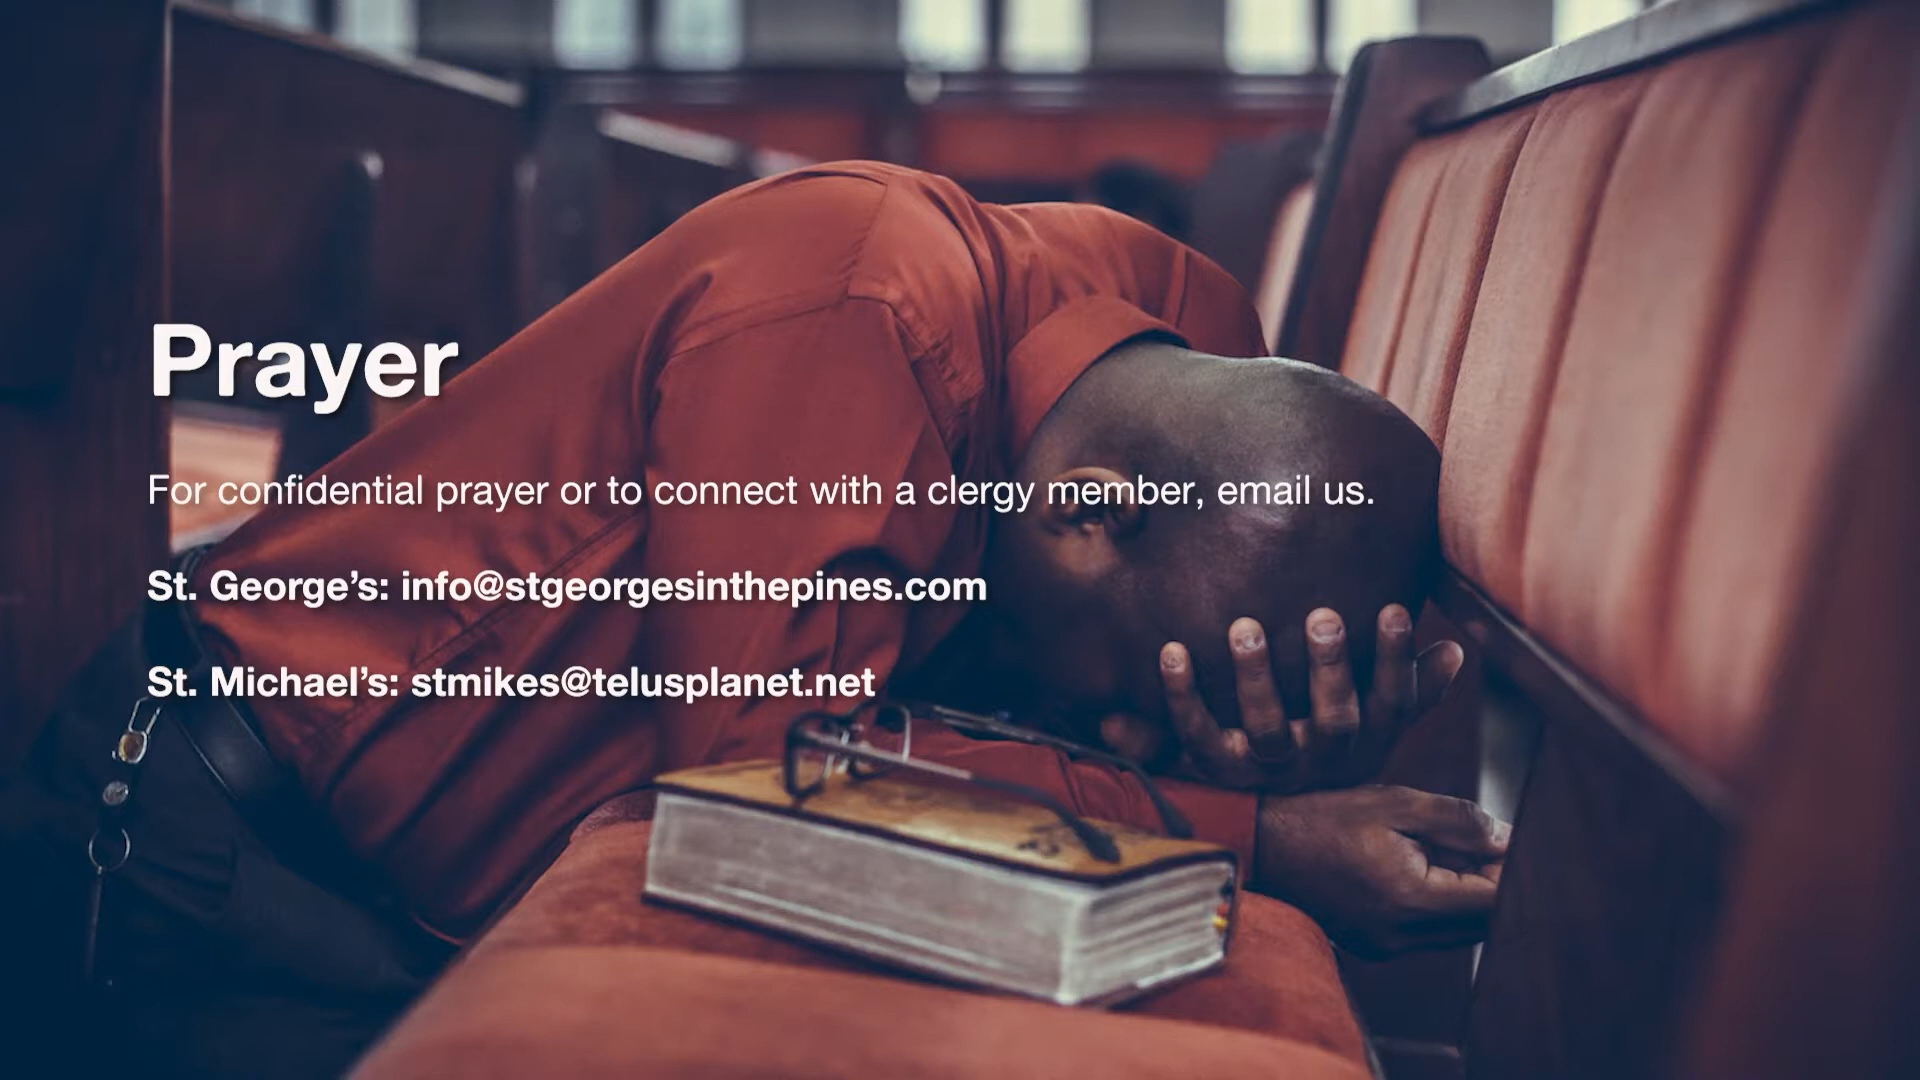 Prayer
For confidential prayer or to connect with a clergy member, email us.
St. George’s: info@stgeorgesinthepines.com
St. Michael’s: stmikes@telusplanet.net